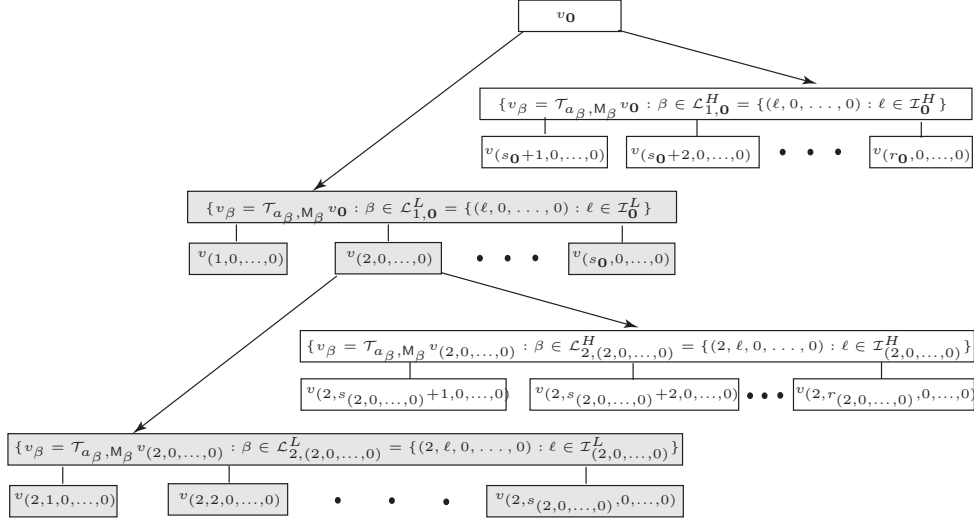 v_𝟎
{v_β = 𝒯_{a_β,M_β} v_𝟎 : β ∈ ℒ^H_{1,𝟎} = {(ℓ, 0, . . . , 0) : ℓ ∈ ℐ^H_𝟎}
v_{(s_𝟎+1,0,...,0)} v_{(s_𝟎+2,0,...,0)} • • • v_{(r_𝟎,0,...,0)}
{v_β = 𝒯_{a_β,M_β} v_𝟎 : β ∈ ℒ^L_{1,𝟎} = {(ℓ, 0, . . . , 0) : ℓ ∈ ℐ^L_𝟎}
v_{(1,0,...,0)} v_{(2,0,...,0)} • • • v_{(s_𝟎,0,...,0)}
{v_β = 𝒯_{a_β,M_β} v_{(2,0,...,0)} : β ∈ ℒ^H_{2,(2,0,...,0)} = {(2, ℓ, 0, . . . , 0) : ℓ ∈ ℐ^H_{(2,0,...,0)}}
v_{(2,s_{(2,0,...,0)}+1,0,...,0)} v_{(2,s_{(2,0,...,0)}+2,0,...,0)} • • • v_{(2,r_{(2,0,...,0)},0,...,0)}
{v_β = 𝒯_{a_β,M_β} v_{(2,0,...,0)} : β ∈ ℒ^L_{2,(2,0,...,0)} = {(2, ℓ, 0, . . . , 0) : ℓ ∈ ℐ^L_{(2,0,...,0)}}
v_{(2,1,0,...,0)} v_{(2,2,0,...,0)} • • • v_{(2,s_{(2,0,...,0)},0,...,0)}